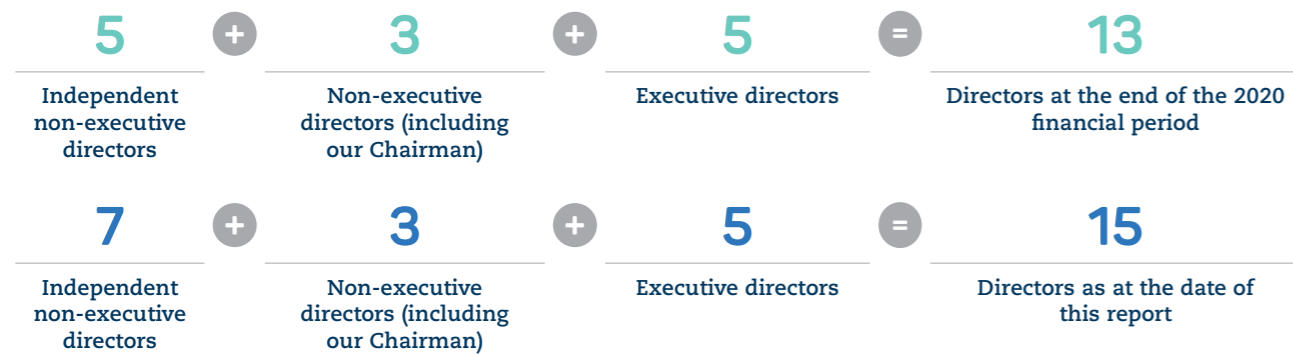 5 + 3 + 5 = 13
Independent non-executive directors
Non-executive directors (including our Chairman)
Executive directors
Directors at the end of the 2020 financial period
7 + 3 + 5 = 15
Independent non-executive directors
Non-executive directors (including our Chairman)
Executive directors
Directors as at the date of this report